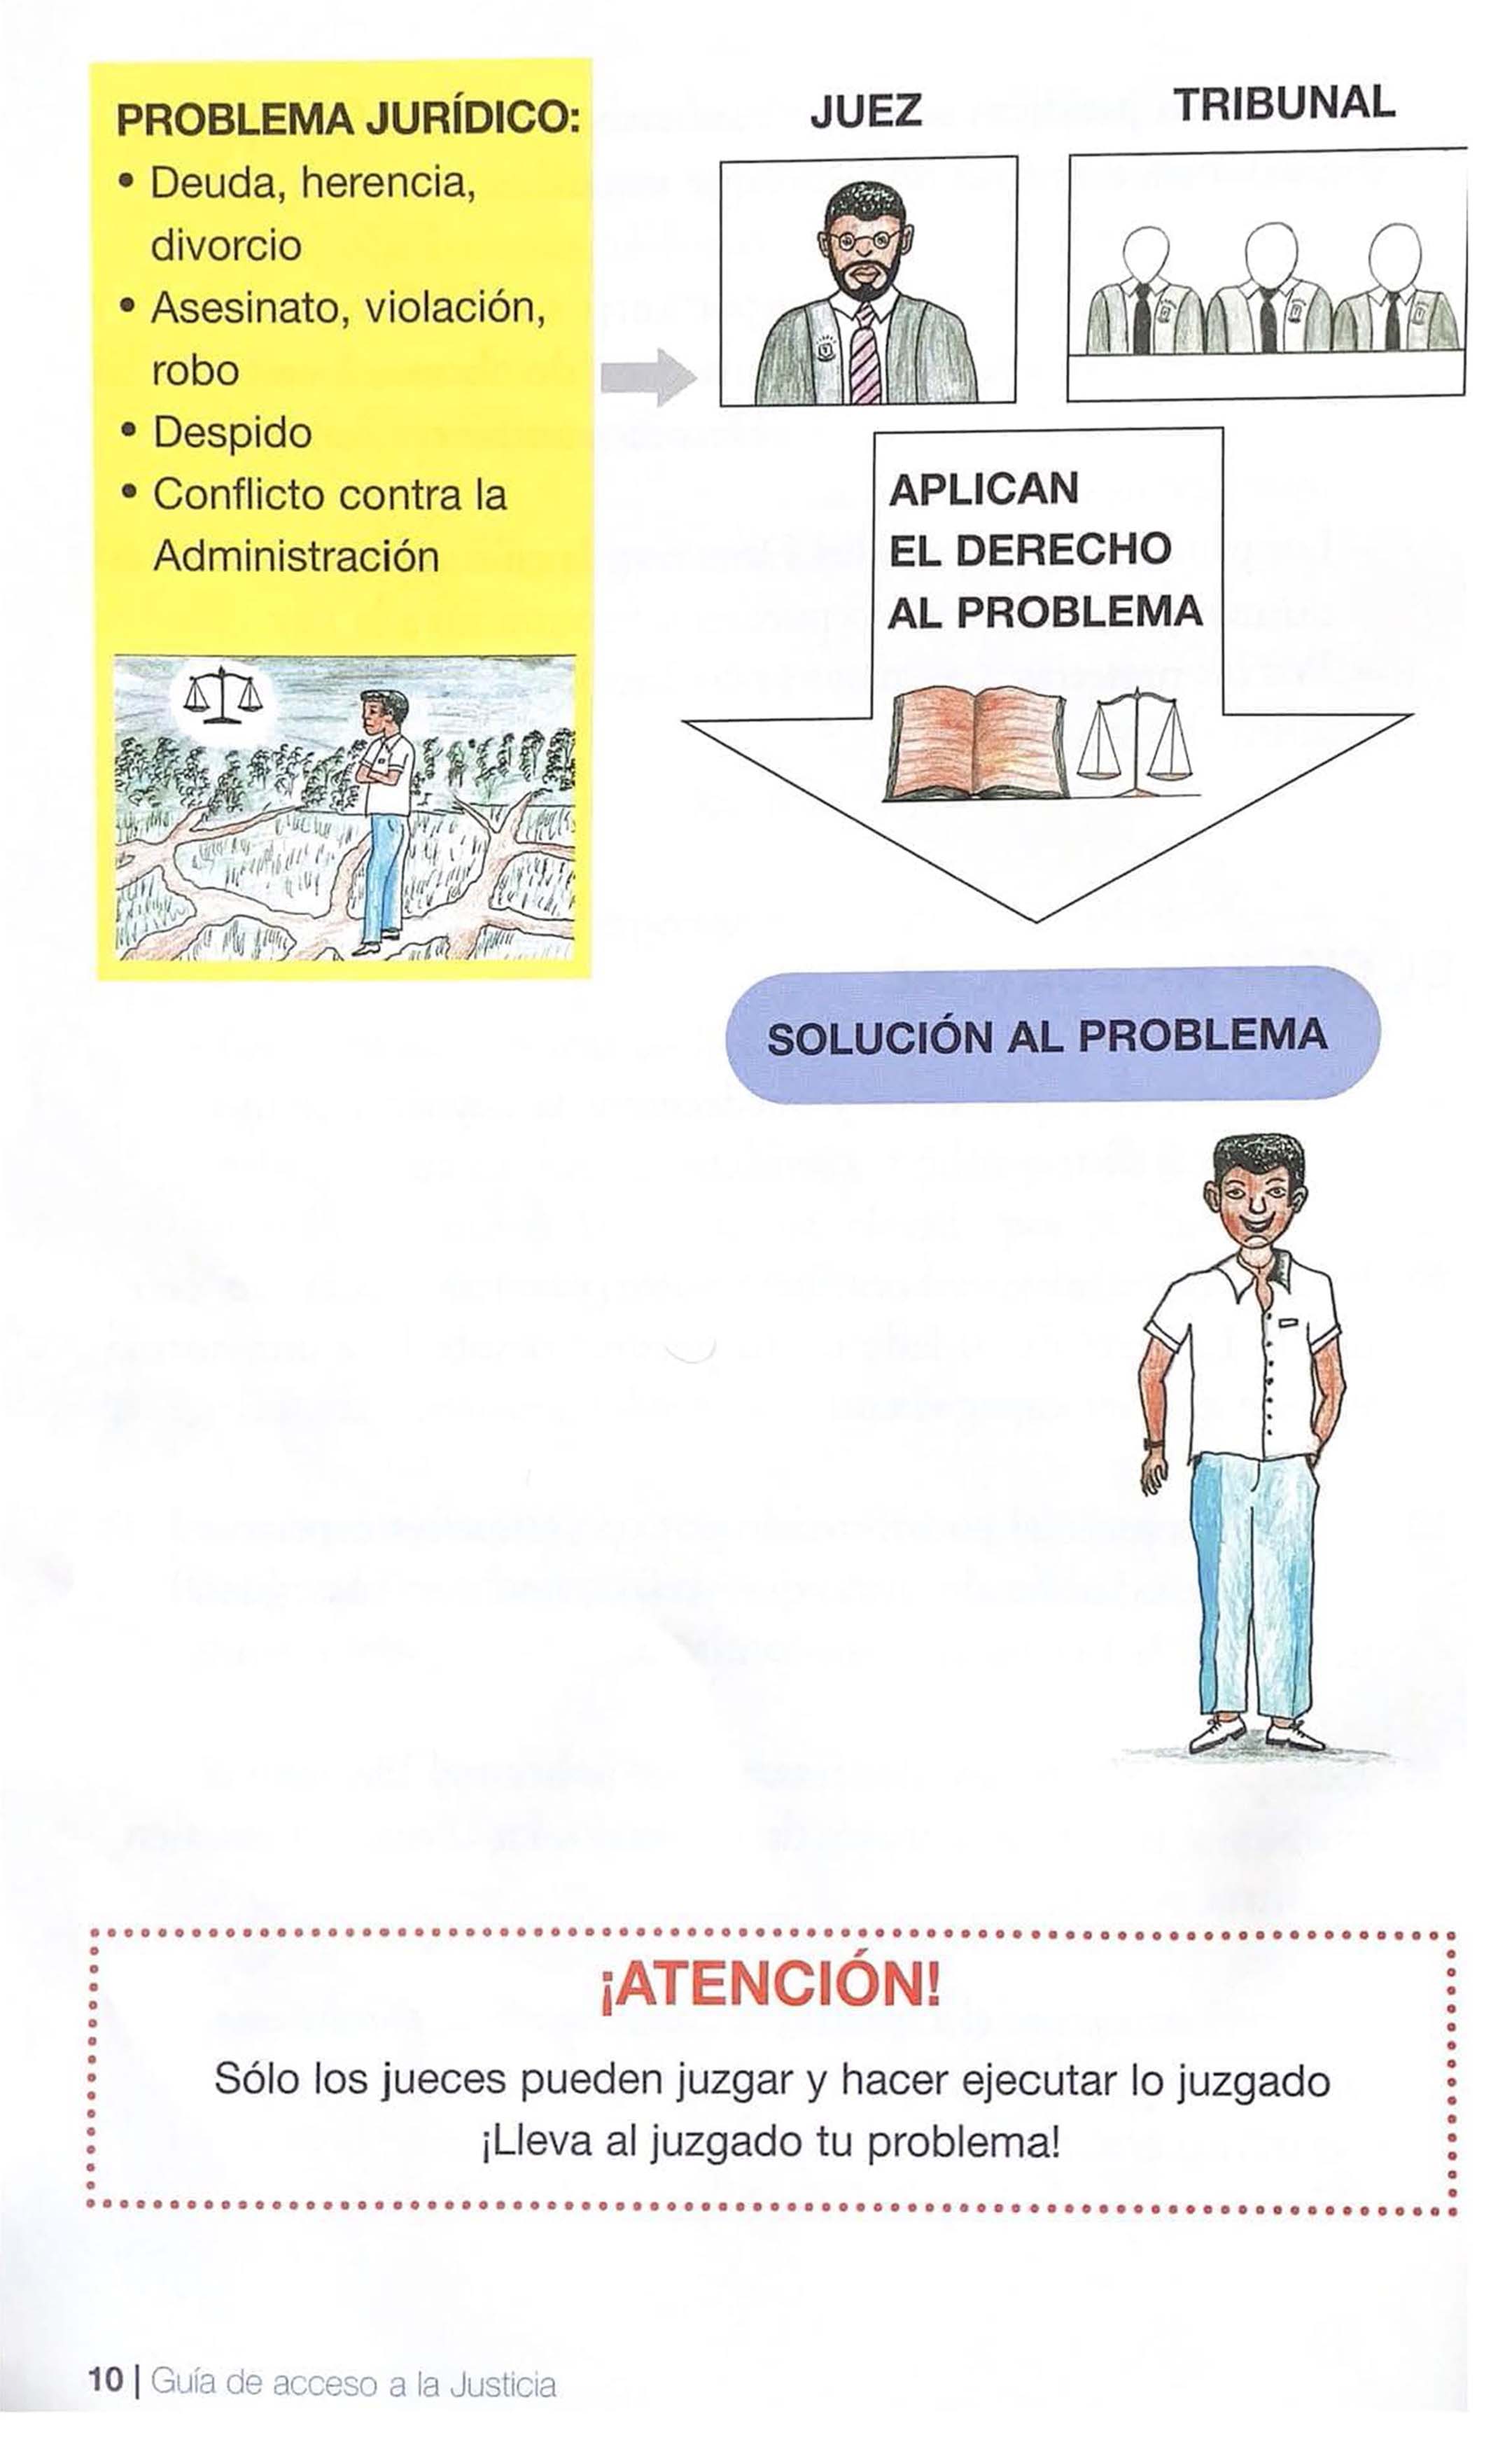 PROBLEMA JURÍDICO:
• Deuda, herencia,
divorcio
• Asesinato, violación,
robo
• Despido
• Conflicto contra la
Administración
JUEZ
TRIBUNAL
APLICAN
EL DERECHO
AL PROBLEMA
SOLUCIÓN AL PROBLEMA
¡ATENCIÓN!
Sólo los jueces pueden juzgar y hacer ejecutar lo juzgado
¡Lleva al juzgado tu problema!
10 | Guía de acceso a la Justicia